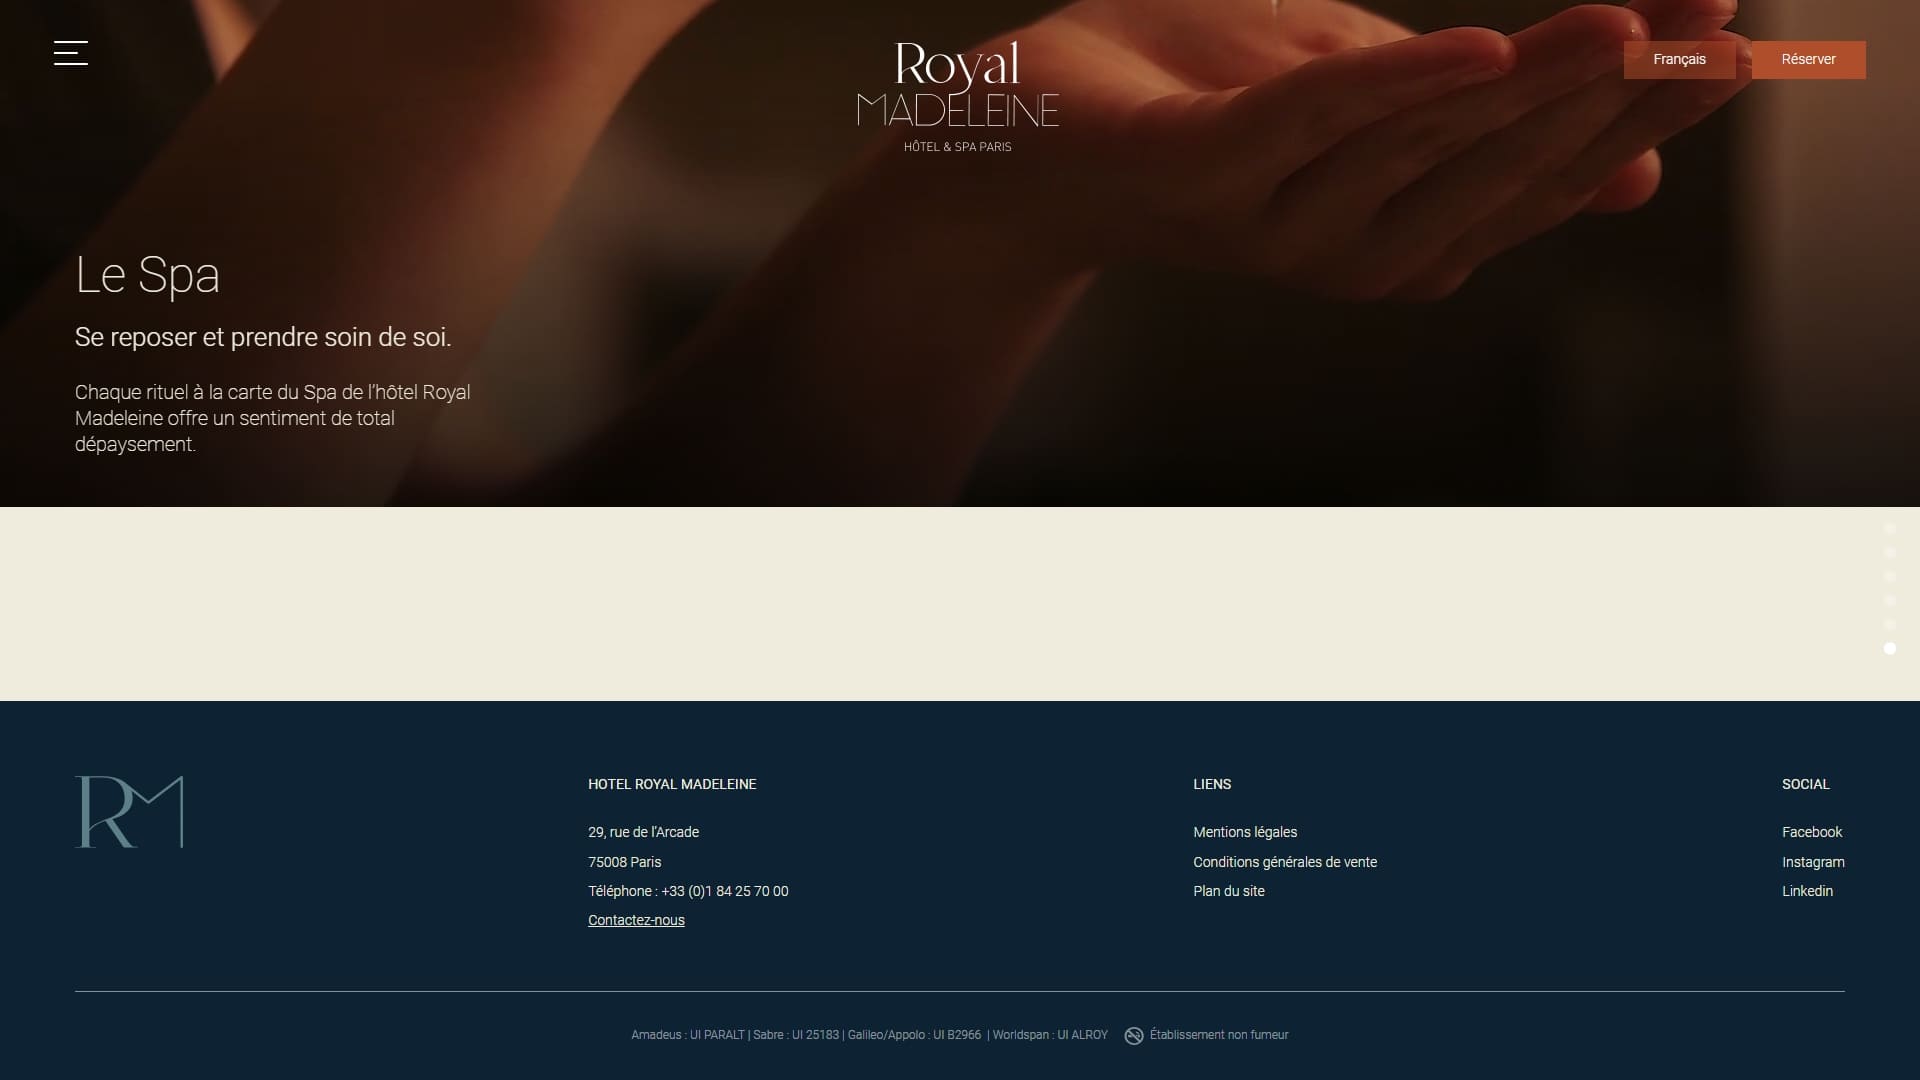 Royal
MADELEINE
HÔTEL & SPA PARIS
Français
Réserver
Le Spa
Se reposer et prendre soin de soi.
Chaque rituel à la carte du Spa de l’hôtel Royal
Madeleine offre un sentiment de total
dépaysement.
RM
HOTEL ROYAL MADELEINE
29, rue de l’Arcade
75008 Paris
Téléphone : +33 (0)1 84 25 70 00
Contactez-nous
LIENS
Mentions légales
Conditions générales de vente
Plan du site
SOCIAL
Facebook
Instagram
Linkedin
Amadeus : UI PARALT | Sabre : UI 25183 | Galileo/Appolo : UI B2966 | Worldspan : UI ALROY
Établissement non fumeur